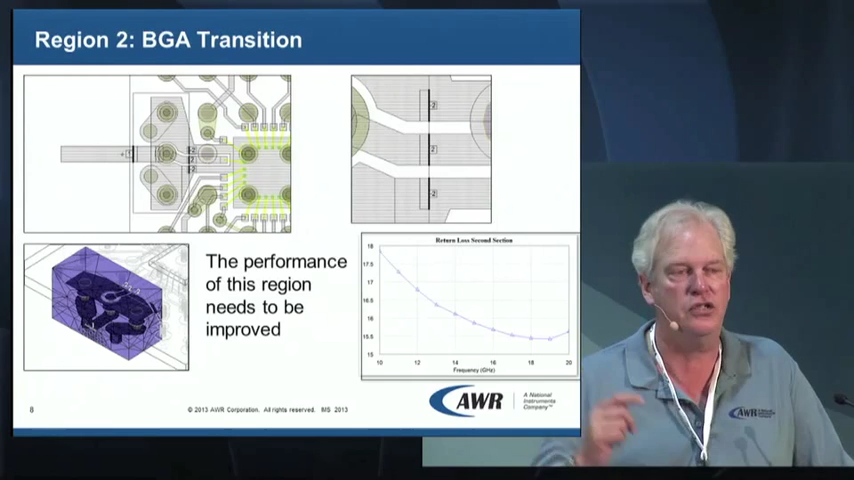 Region 2: BGA Transition
The performance
of this region
needs to be
improved
Return Loss Second Section
18
17.5
17
16.5
16
15.5
15
10
12
14
16
18
20
Frequency (GHz)
8
© 2013 AWR Corporation. All rights reserved. IMS 2013
AWR
A National
Instruments
Company™
AWR